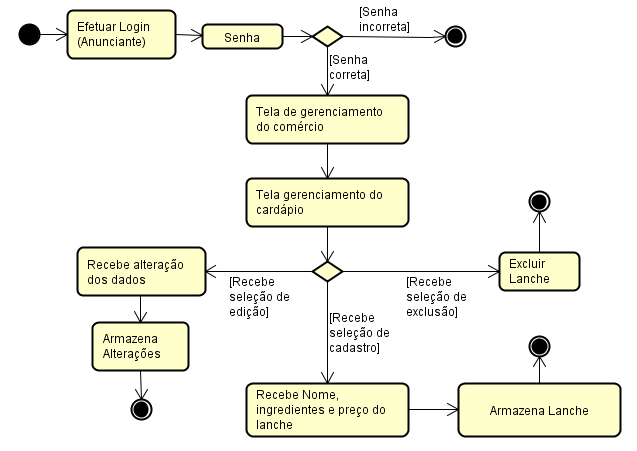 Efetuar Login
(Anunciante)
Senha
[Senha
incorreta]
[Senha
correta]
Tela de gerenciamento
do comércio
Tela gerenciamento do
cardápio
Recebe alteração
dos dados
[Recebe
seleção de
edição]
[Recebe
seleção de
exclusão]
Excluir
Lanche
[Recebe
seleção de
cadastro]
Armazena
Alterações
Recebe Nome,
ingredientes e preço do
lanche
Armazena Lanche